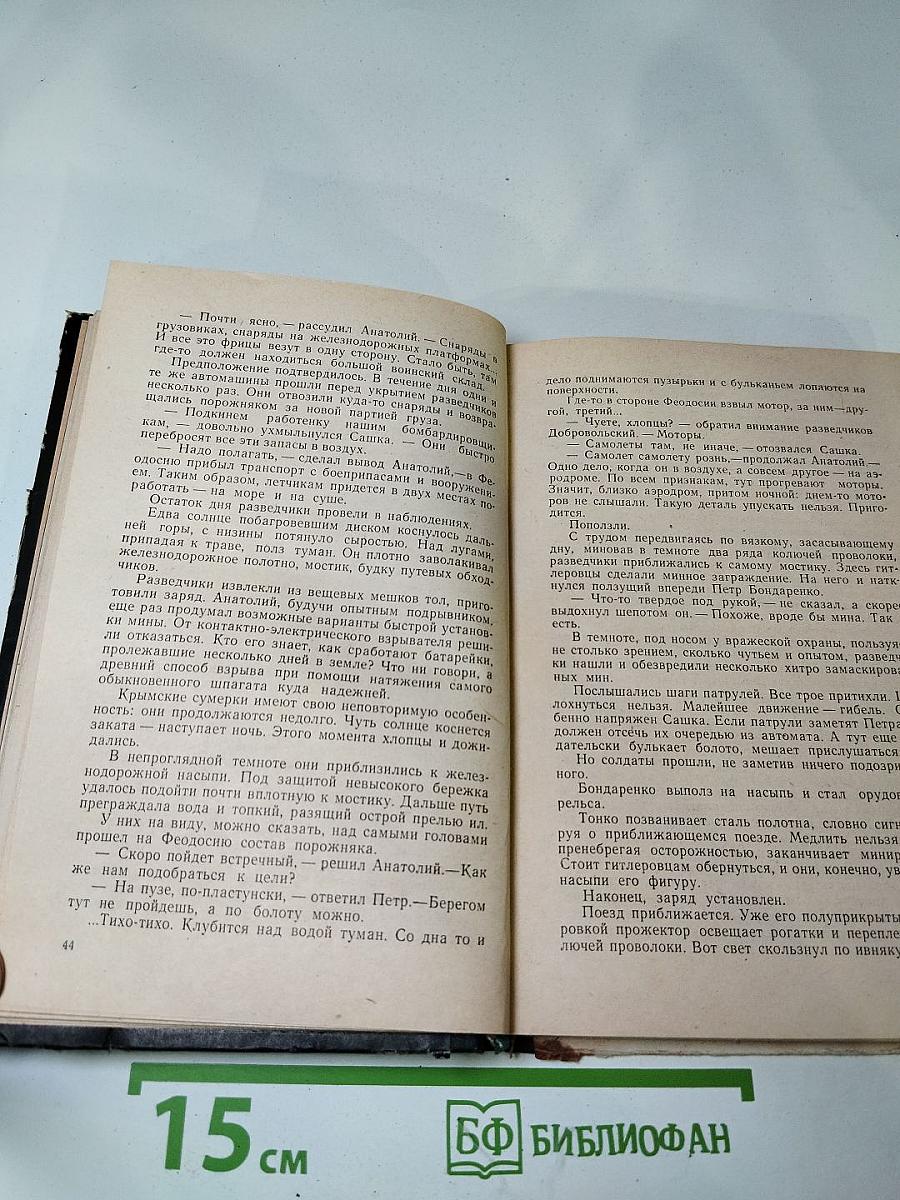 — Почти ясно, — рассудил Анатолий. — Снаряды в
грузовиках, снаряды на железнодорожных платформах...
И все это фрицы везут в одну сторону. Стало быть, там
где-то должен находиться большой воинский склад.
Предположение подтвердилось. В течение дня одни и
те же автомашины прошли перед укрытием разведчиков
несколько раз. Они отвозили куда-то снаряды и возвра-
щались порожняком за новой партией груза.
— Подкинем работенку нашим бомбардировщи-
кам, — довольно ухмыльнулся Сашка. — Они быстро
перебросят все эти запасы в воздух.
— Надо полагать, — сделал вывод Анатолий,—в Фе-
одосию прибыл транспорт с боеприпасами и вооружени-
ем. Таким образом, летчикам придется в двух местах по-
работать — на море и на суше.
Остаток дня разведчики провели в наблюдениях.
Едва солнце побагровевшим диском коснулось даль-
ней горы, с низины потянуло сыростью. Над лугами,
припадая к траве, полз туман. Он плотно заволакивал
железнодорожное полотно, мостик, будку путевых обход-
чиков.
Разведчики извлекли из вещевых мешков тол, приго-
товили заряд. Анатолий, будучи опытным подрывником,
еще раз продумал возможные варианты быстрой установ-
ки мины. От контактно-электрического взрывателя реши-
ли отказаться. Кто его знает, как сработают батарейки,
пролежавшие несколько дней в земле? Что ни говори, а
древний способ взрыва при помощи натяжения самого
обыкновенного шпагата куда надежней.
Крымские сумерки имеют свою неповторимую особен-
ность: они продолжаются недолго. Чуть солнце коснется
заката — наступает ночь. Этого момента хлопцы и дожи-
дались.
В непроглядной темноте они приблизились к желез-
нодорожной насыпи. Под защитой невысокого бережка
удалось подойти почти вплотную к мостику. Дальше путь
преграждала вода и топкий, разящий острой прелью ил.
У них на виду, можно сказать, над самыми головами
прошел на Феодосию состав порожняка.
— Скоро пойдет встречный, — решил Анатолий.—Как
же нам подобраться к цели?
— На пузе, по-пластунски, — ответил Петр.—Берегом
тут не пройдешь, а по болоту можно.
...Тихо-тихо. Клубится над водой туман. Со дна то и
44
дело поднимаются пузырьки и с бульканьем лопаются на
поверхности.
Где-то в стороне Феодосии взвыл мотор, за ним—дру-
гой, третий...
— Чуете, хлопцы? — обратил внимание разведчиков
Добровольский. — Моторы.
— Самолеты там, не иначе, — отозвался Сашка.
— Самолет самолету рознь,—продолжал Анатолий.—
Одно дело, когда он в воздухе, а совсем другое — на аэ-
родроме. По всем признакам, тут прогревают моторы.
Значит, близко аэродром, притом ночной: днем-то мото-
ров не слышали. Такую деталь упускать нельзя. Приго-
дится.
Поползли.
С трудом передвигаясь по вязкому, засасывающему
дну, миновав в темноте два ряда колючей проволоки,
разведчики приближались к самому мостику. Здесь гит-
леровцы сделали минное заграждение. На него и натк-
нулся ползущий впереди Петр Бондаренко.
— Что-то твердое под рукой, — не сказал, а скорее
выдохнул шепотом он. — Похоже, вроде бы мина. Так
есть.
В темноте, под носом у вражеской охраны, пользуя
не столько зрением, сколько чутьем и опытом, разведч
ки нашли и обезвредили несколько хитро замаскирова
ных мин.
Послышались шаги патрулей. Все трое притихли.
лохнуться нельзя. Малейшее движение — гибель. О
бенно напряжен Сашка. Если патрули заметят Петра
должен отсечь их очередью из автомата. А тут еще
дательски булькает болото, мешает прислушаться
Но солдаты прошли, не заметив ничего подозри
ного.
Бондаренко выполз на насыпь и стал орудов
рельса.
Тонко позванивает сталь полотна, словно сигн
руя о приближающемся поезде. Медлить нельзя
пренебрегая осторожностью, заканчивает минир
Стоит гитлеровцам обернуться, и они, конечно, ув
насыпи его фигуру.
Наконец, заряд установлен.
Поезд приближается. Уже его полуприкрыты
ровкой прожектор освещает рогатки и перепле
лючей проволоки. Вот свет скользнул по ивняку
15 см
БФ БИБЛИОФАН